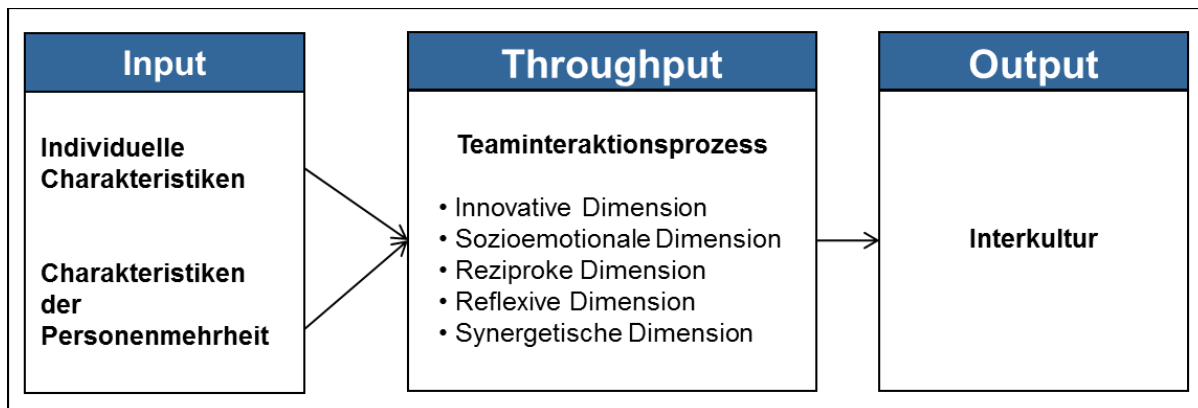 Input
Individuelle
Charakteristiken
Charakteristiken
der
Personenmehrheit
Throughput
Teaminteraktionsprozess
• Innovative Dimension
• Sozioemotionale Dimension
• Reziproke Dimension
• Reflexive Dimension
• Synergetische Dimension
Output
Interkultur